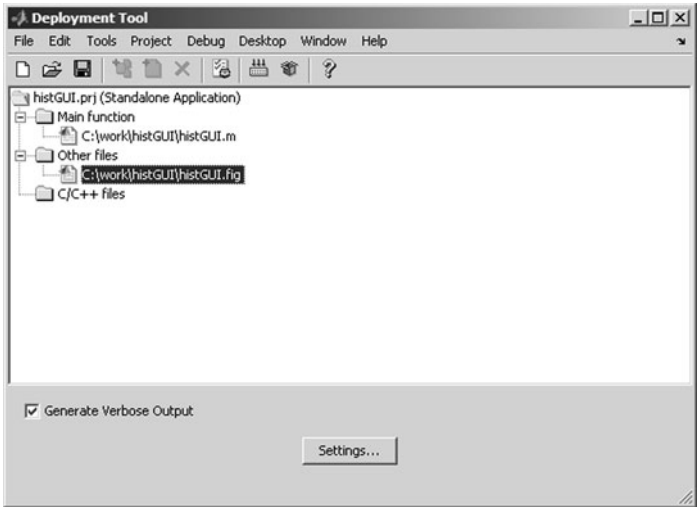 Deployment Tool
File Edit Tools Project Debug Desktop Window Help
histGUI.prj (Standalone Application)
Main function
C:\work\histGUI\histGUI.m
Other files
C:\work\histGUI\histGUI.fig
C/C++ files
Generate Verbose Output
Settings...